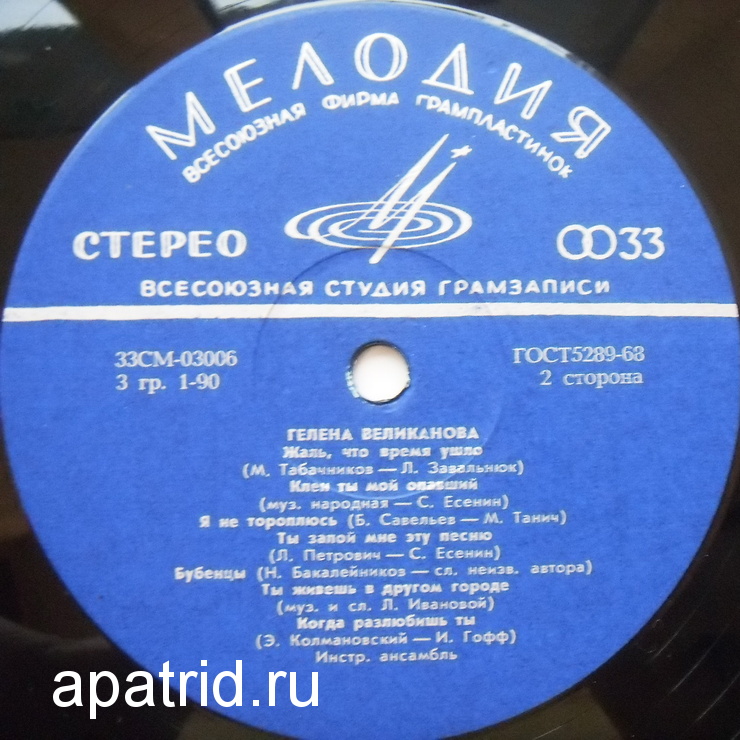 МЕЛОДИЯ
ВСЕСОЮЗНАЯ ФИРМА ГРАМПЛАСТИНОК
СТЕРЕО
33
ВСЕСОЮЗНАЯ СТУДИЯ ГРАМЗАПИСИ
33СМ-03006
ГОСТ5289-68
3 гр. 1-90
2 сторона
ГЕЛЕНА ВЕЛИКАНОВА
Жаль, что время ушло
(М. Табачников — Л. Завальнюк)
Клен ты мой опавший
(муз. народная — С. Есенин)
Я не тороплюсь (Б. Савельев — М. Танич)
Ты запой мне эту песню
(Л. Петрович — С. Есенин)
Бубенцы (Н. Бакалейников — сл. неизв. автора)
Ты живешь в другом городе
(муз. и сл. Л. Ивановой)
Когда разлюбишь ты
(Э. Колмановский — И. Гофф)
Инстр. ансамбль
apatrid.ru